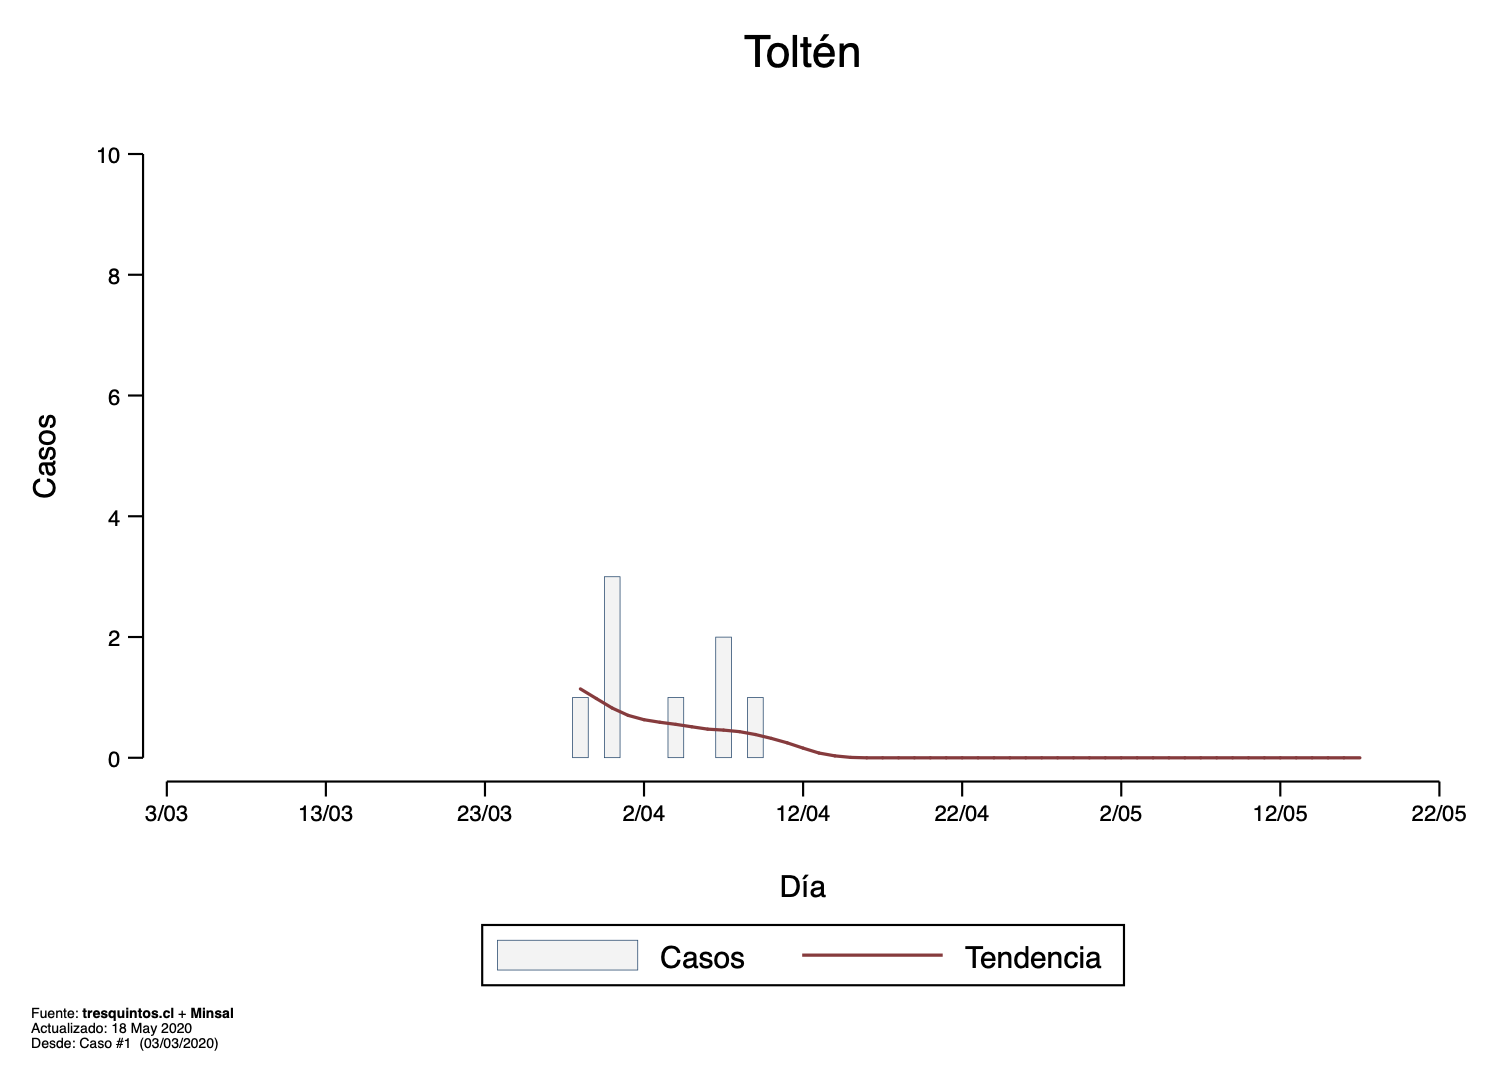 Toltén
Casos
10
8
6
4
2
0
3/03 13/03 23/03 2/04 12/04 22/04 2/05 12/05 22/05
Día
Casos Tendencia
Fuente: tresquintos.cl + Minsal
Actualizado: 18 May 2020
Desde: Caso #1 (03/03/2020)